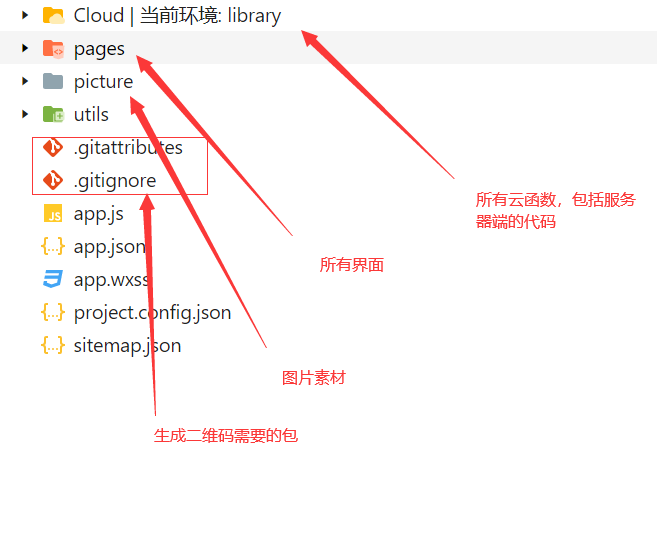 Cloud | 当前环境: library
pages
picture
utils
.gitattributes
.gitignore
app.js
app.json
app.wxss
project.config.json
sitemap.json
所有云函数，包括服务
器端的代码
所有界面
图片素材
生成二维码需要的包